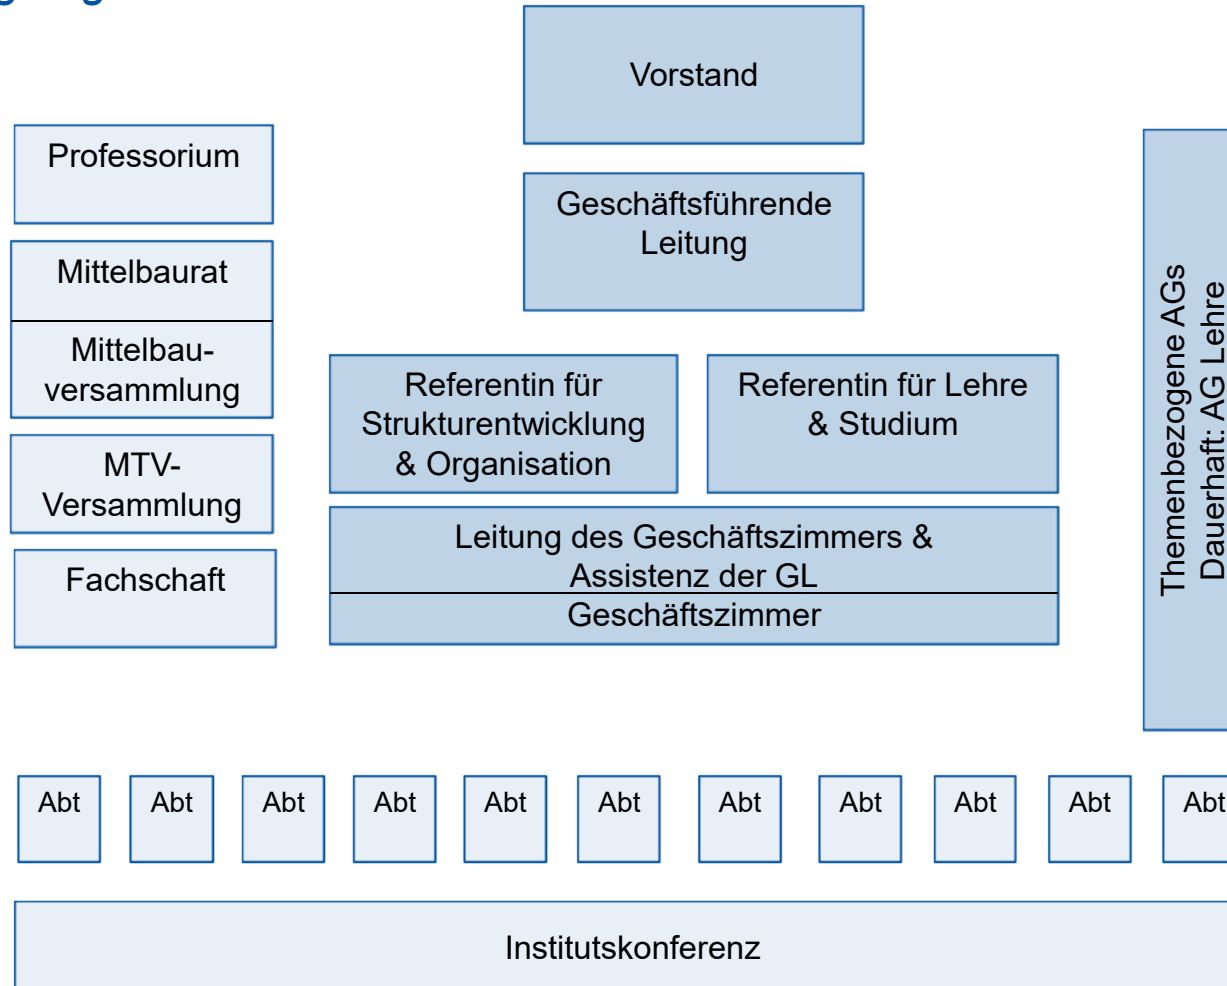 Vorstand
Geschäftsführende
Leitung
Professorium
Mittelbaurat
Mittelbau-
versammlung
MTV-
Versammlung
Fachschaft
Referentin für
Strukturentwicklung
& Organisation
Referentin für Lehre
& Studium
Leitung des Geschäftszimmers &
Assistenz der GL
Geschäftszimmer
Themenbezogene AGs
Dauerhaft: AG Lehre
Abt
Abt
Abt
Abt
Abt
Abt
Abt
Abt
Abt
Abt
Abt
Institutskonferenz